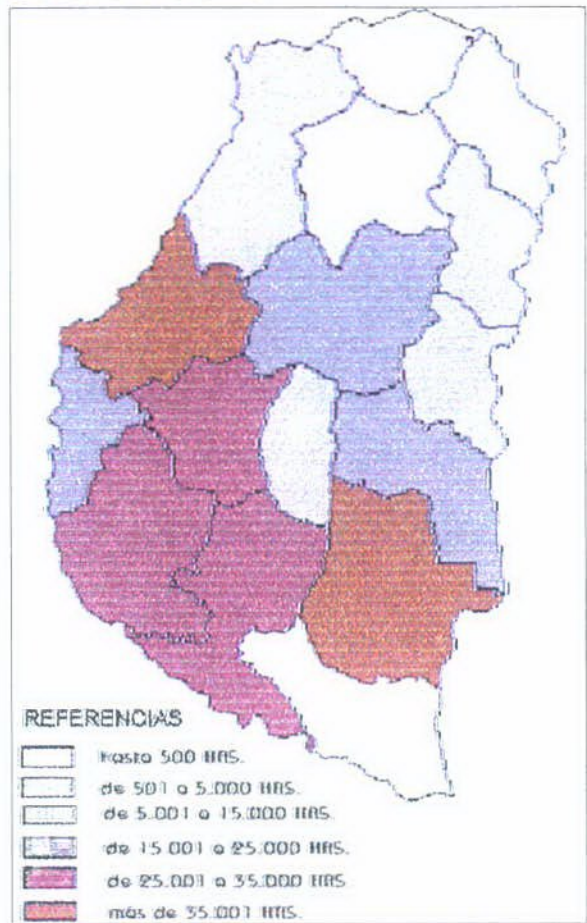 REFERENCIAS
hasta 500 HAS.
de 501 a 5.000 HAS.
de 5.001 a 15.000 HAS.
de 15.001 a 25.000 HAS.
de 25.001 a 35.000 HAS
más de 35.001 HAS.